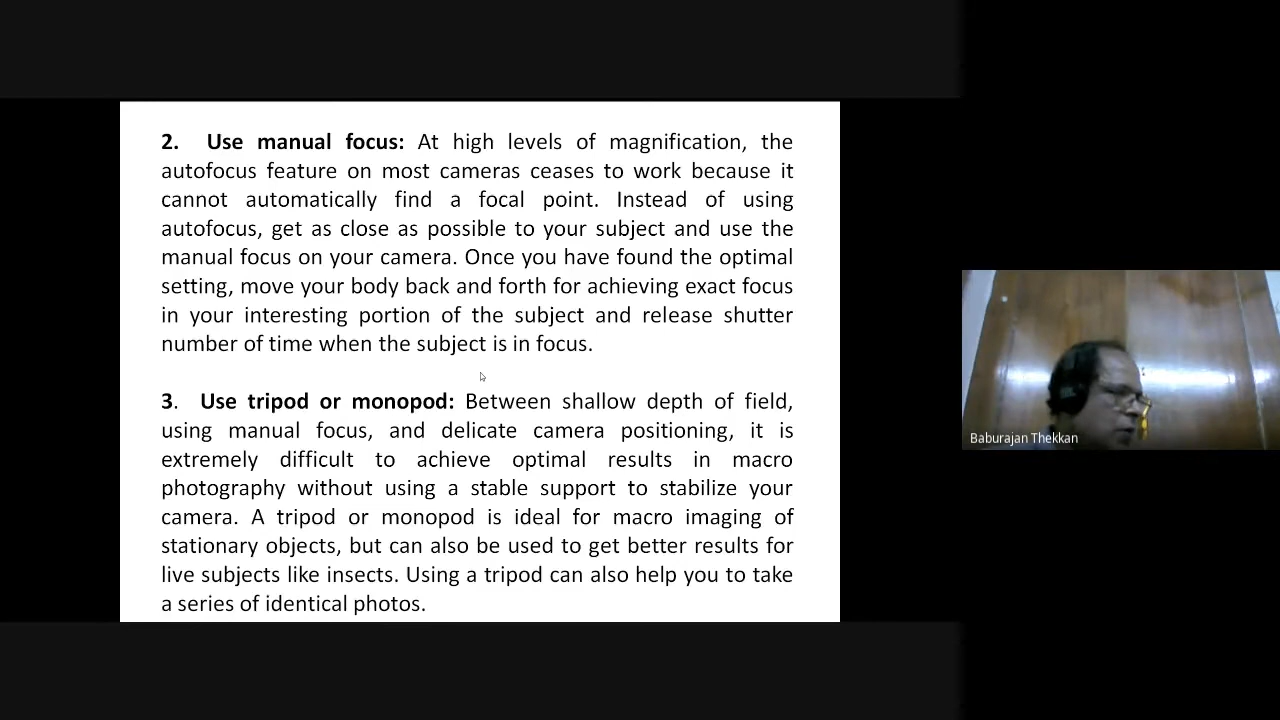 2. Use manual focus: At high levels of magnification, the
autofocus feature on most cameras ceases to work because it
cannot automatically find a focal point. Instead of using
autofocus, get as close as possible to your subject and use the
manual focus on your camera. Once you have found the optimal
setting, move your body back and forth for achieving exact focus
in your interesting portion of the subject and release shutter
number of time when the subject is in focus.
3. Use tripod or monopod: Between shallow depth of field,
using manual focus, and delicate camera positioning, it is
extremely difficult to achieve optimal results in macro
photography without using a stable support to stabilize your
camera. A tripod or monopod is ideal for macro imaging of
stationary objects, but can also be used to get better results for
live subjects like insects. Using a tripod can also help you to take
a series of identical photos.
Baburajan Thekkan